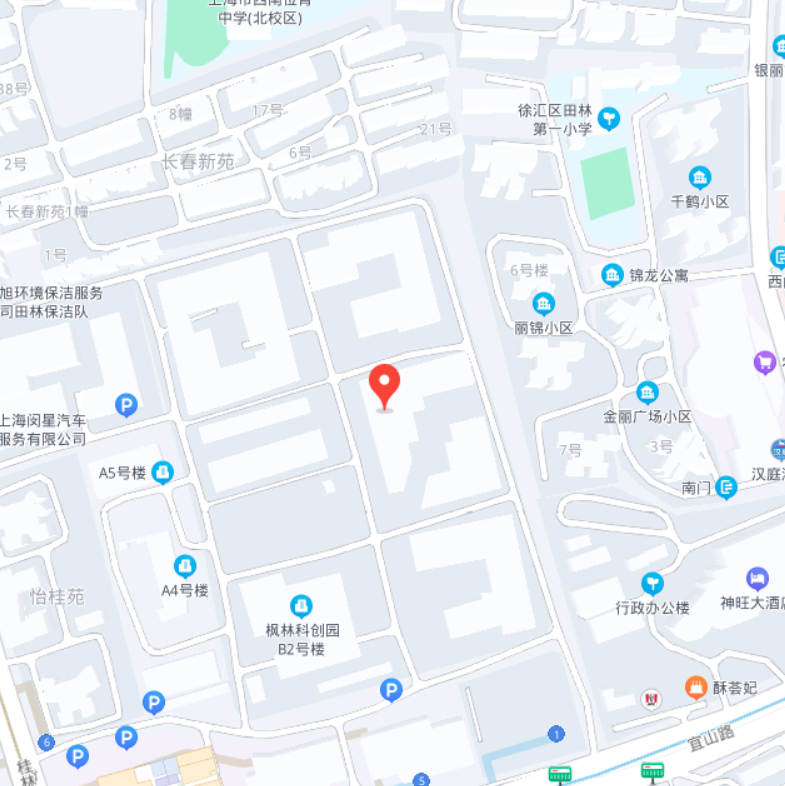 中学(北校区)
38号
8幢
17号
徐汇区田林
第一小学
银丽
21号
6号
2号
长春新苑
千鹤小区
长春新苑1幢
1号
6号楼
锦龙公寓
西
旭环境保洁服务
司田林保洁队
丽锦小区
P
上海闵星汽车
服务有限公司
金丽广场小区
7号
3号
A5号楼
汉庭酒
南门
A4号楼
怡桂苑
枫林科创园
B2号楼
行政办公楼
神旺大酒店
P
酥荟妃
P
P
P
6
1
宜山路
桂林
5